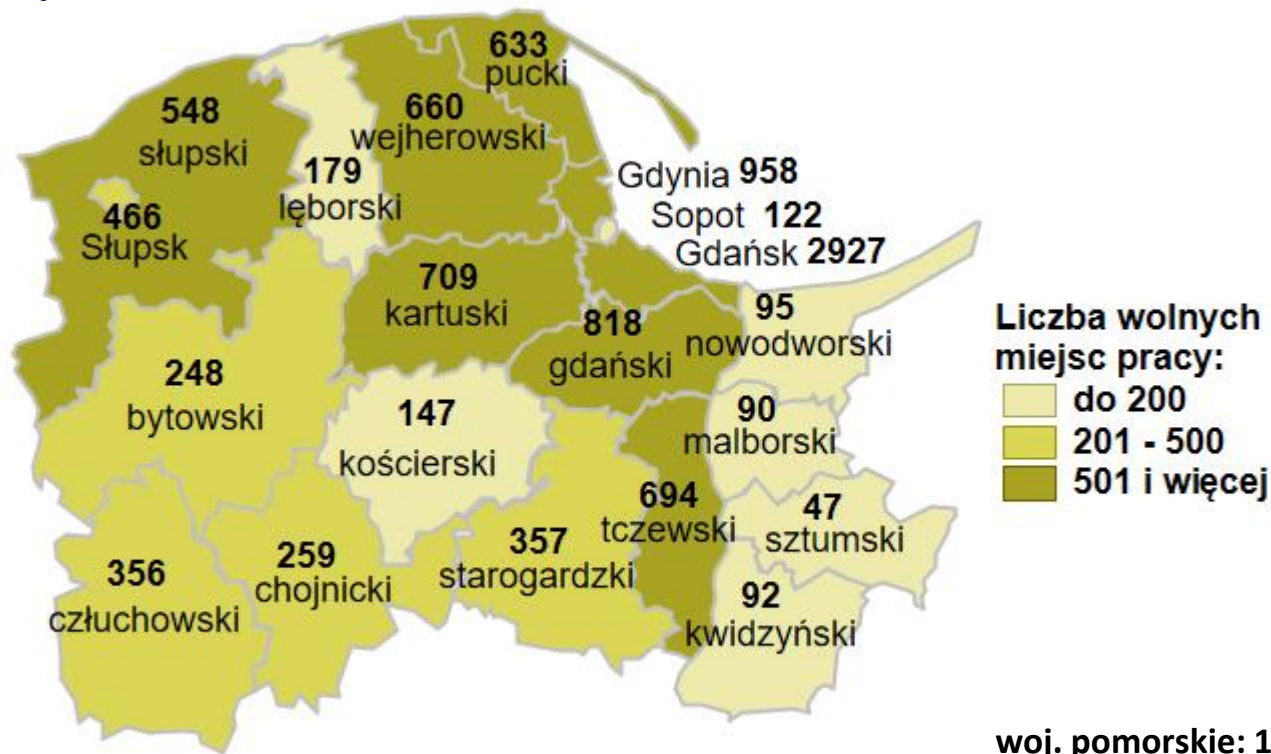 633
pucki
548
słupski
660
wejherowski
179
lęborski
Gdynia 958
Sopot 122
Gdańsk 2927
466
Słupsk
709
kartuski
818
gdański
95
nowodworski
248
bytowski
147
kościerski
90
malborski
694
tczewski
47
sztumski
357
starogardzki
259
chojnicki
356
człuchowski
92
kwidzyński
Liczba wolnych
miejsc pracy:
do 200
201 - 500
501 i więcej
woj. pomorskie: 1